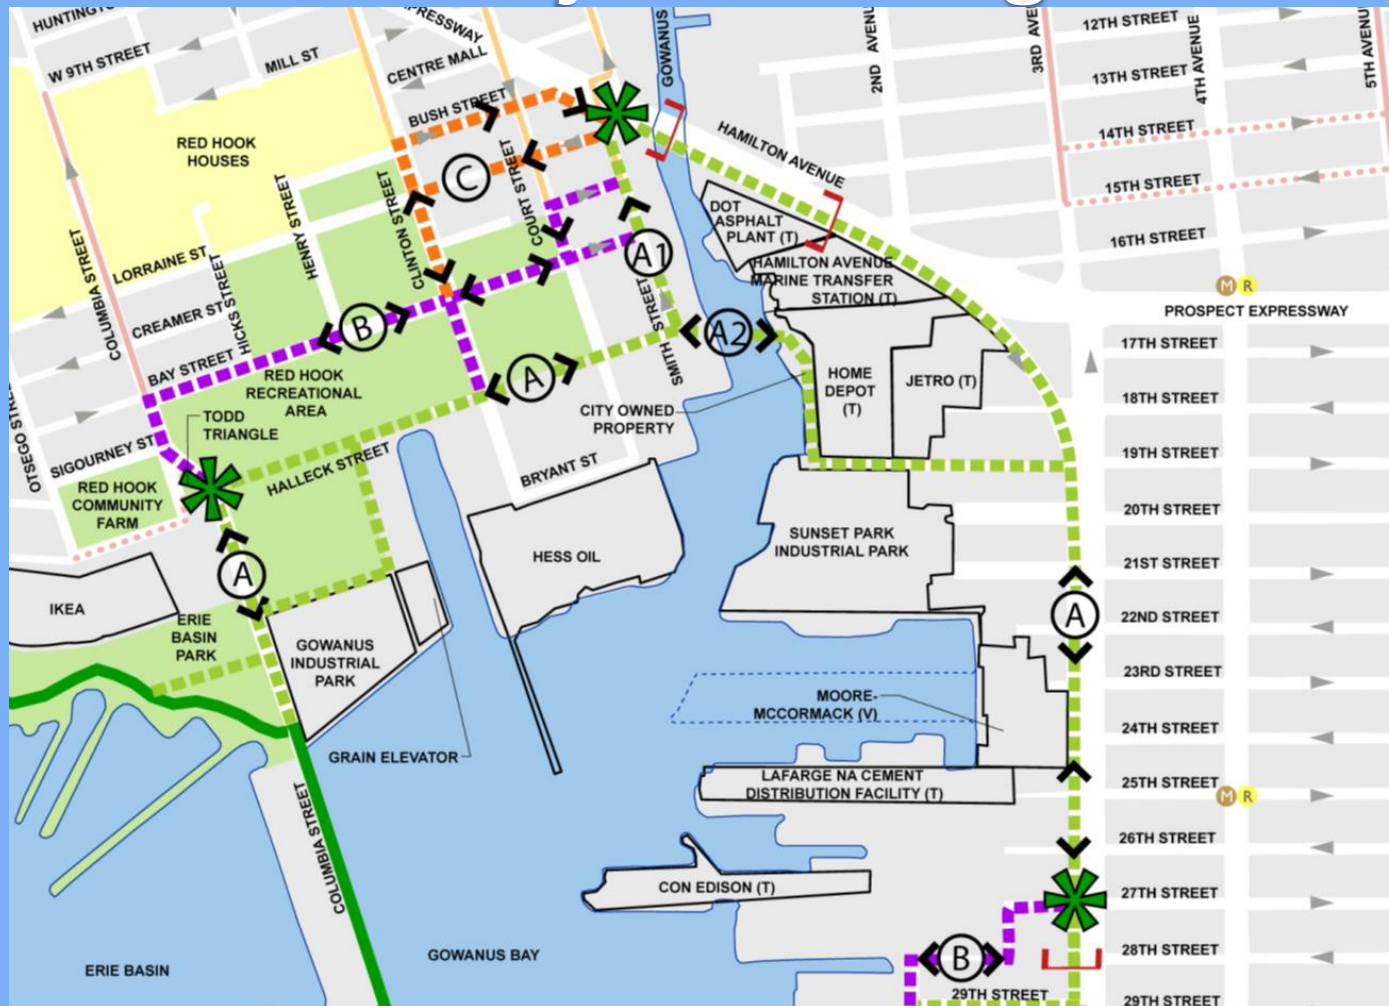 HUNTINGTO
W 9TH STREET
MILL ST
PRESSWAY
CENTRE MALL
BUSH STREET
GOWANUS
2ND AVENU
3RD AVE
4TH AVENUE
5TH AVENU
12TH STREET
13TH STREET
14TH STREET
15TH STREET
16TH STREET
HAMILTON AVENUE
RED HOOK
HOUSES
HENRY STREET
CLINTON STREET
COURT STREET
C
DOT
ASPHALT
PLANT (T)
A1
HAMILTON AVENUE
MARINE TRANSFER
STATION (T)
M R
PROSPECT EXPRESSWAY
COLUMBIA STREET
LORRAINE ST
HICKS STREET
CREAMER ST
B
SMITH STREET
A2
17TH STREET
BAY STREET
RED HOOK
RECREATIONAL
AREA
A
HOME
DEPOT
(T)
JETRO (T)
18TH STREET
OTSEGO STRE
SIGOURNEY ST
TODD
TRIANGLE
CITY OWNED
PROPERTY
19TH STREET
HALLECK STREET
BRYANT ST
RED HOOK
COMMUNITY
FARM
20TH STREET
SUNSET PARK
INDUSTRIAL PARK
HESS OIL
21ST STREET
A
IKEA
A
22ND STREET
ERIE
BASIN
PARK
GOWANUS
INDUSTRIAL
PARK
23RD STREET
MOORE-
MCCORMACK (V)
24TH STREET
GRAIN ELEVATOR
LAFARGE NA CEMENT
DISTRIBUTION FACILITY (T)
25TH STREET
M R
COLUMBIA STREET
26TH STREET
CON EDISON (T)
27TH STREET
GOWANUS BAY
B
28TH STREET
ERIE BASIN
29TH STREET
29TH STREET